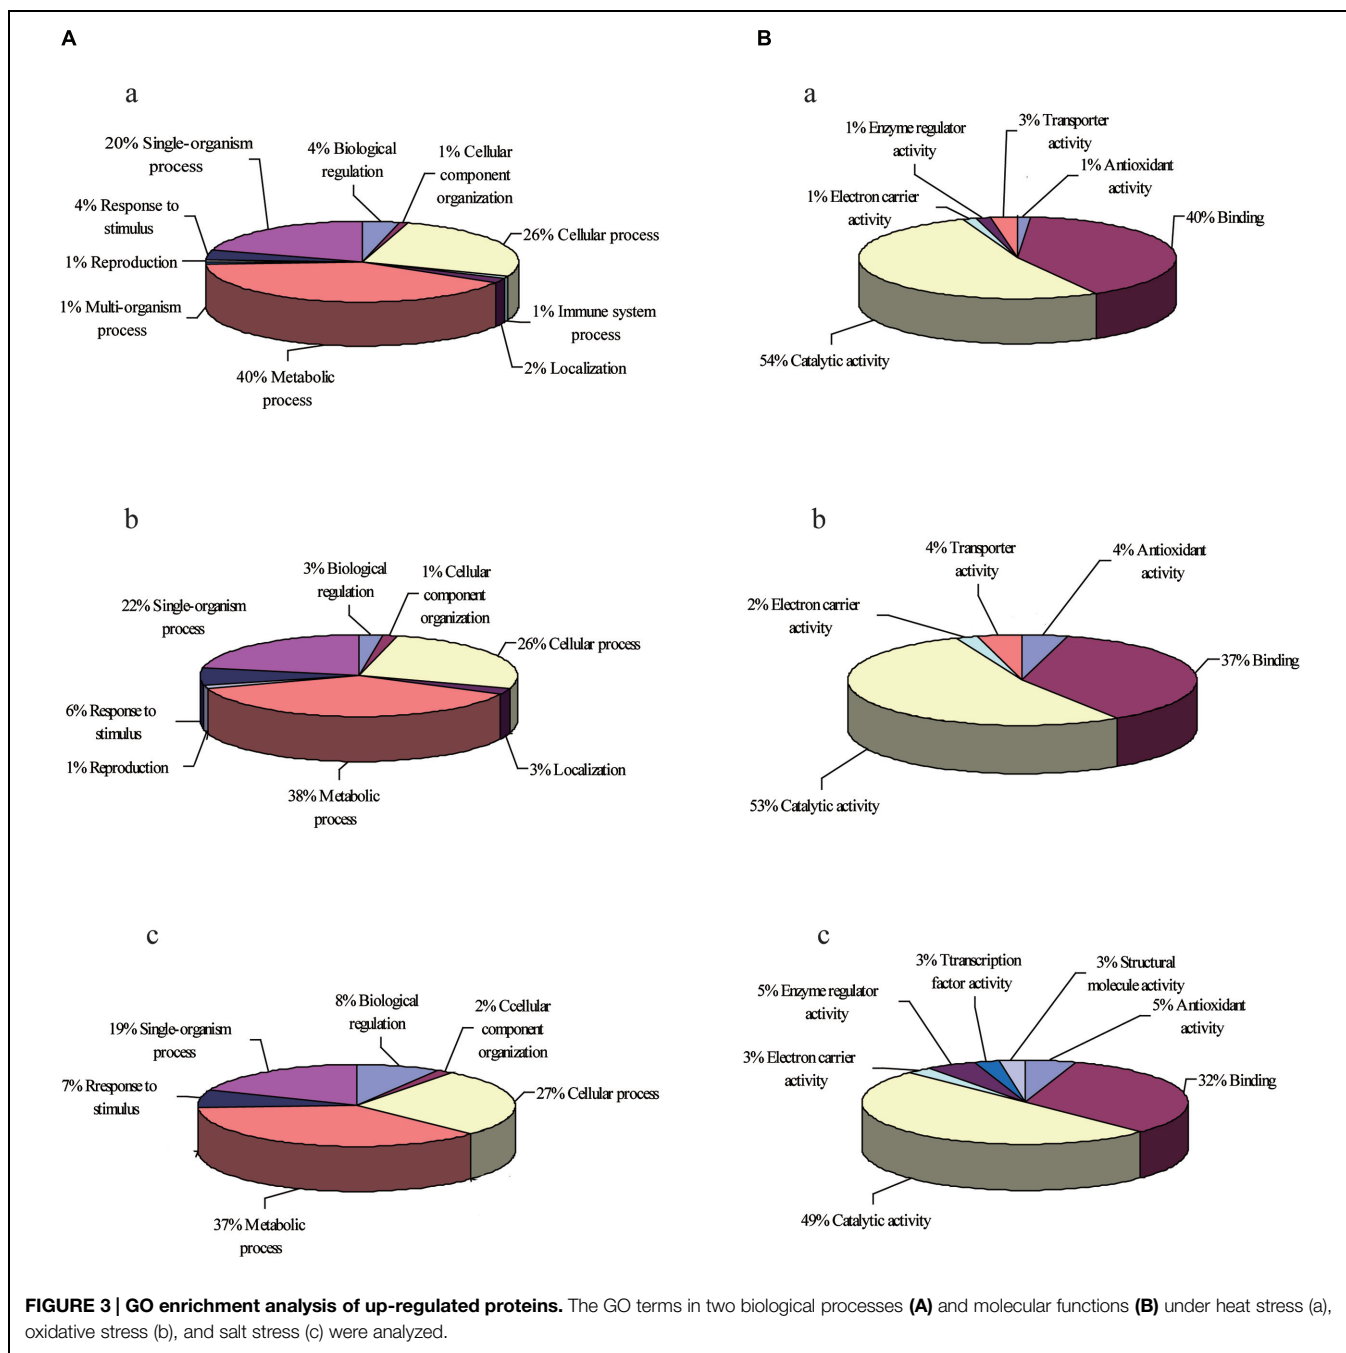 A
B
a
20% Single-organism
process
4% Biological
regulation
1% Cellular
component
organization
4% Response to
stimulus
26% Cellular process
1% Reproduction
1% Multi-organism
process
1% Immune system
process
2% Localization
40% Metabolic
process
a
1% Enzyme regulator
activity
3% Transporter
activity
1% Antioxidant
activity
1% Electron carrier
activity
40% Binding
54% Catalytic activity
b
3% Biological
regulation
1% Cellular
component
organization
22% Single-organism
process
26% Cellular process
6% Response to
stimulus
1% Reproduction
3% Localization
38% Metabolic
process
b
4% Transporter
activity
4% Antioxidant
activity
2% Electron carrier
activity
37% Binding
53% Catalytic activity
c
8% Biological
regulation
2% Ccellular
component
organization
19% Single-organism
process
7% Rresponse to
stimulus
27% Cellular process
37% Metabolic
process
c
3% Ttranscription
factor activity
3% Structural
molecule activity
5% Enzyme regulator
activity
5% Antioxidant
activity
3% Electron carrier
activity
32% Binding
49% Catalytic activity
FIGURE 3 | GO enrichment analysis of up-regulated proteins. The GO terms in two biological processes (A) and molecular functions (B) under heat stress (a),
oxidative stress (b), and salt stress (c) were analyzed.